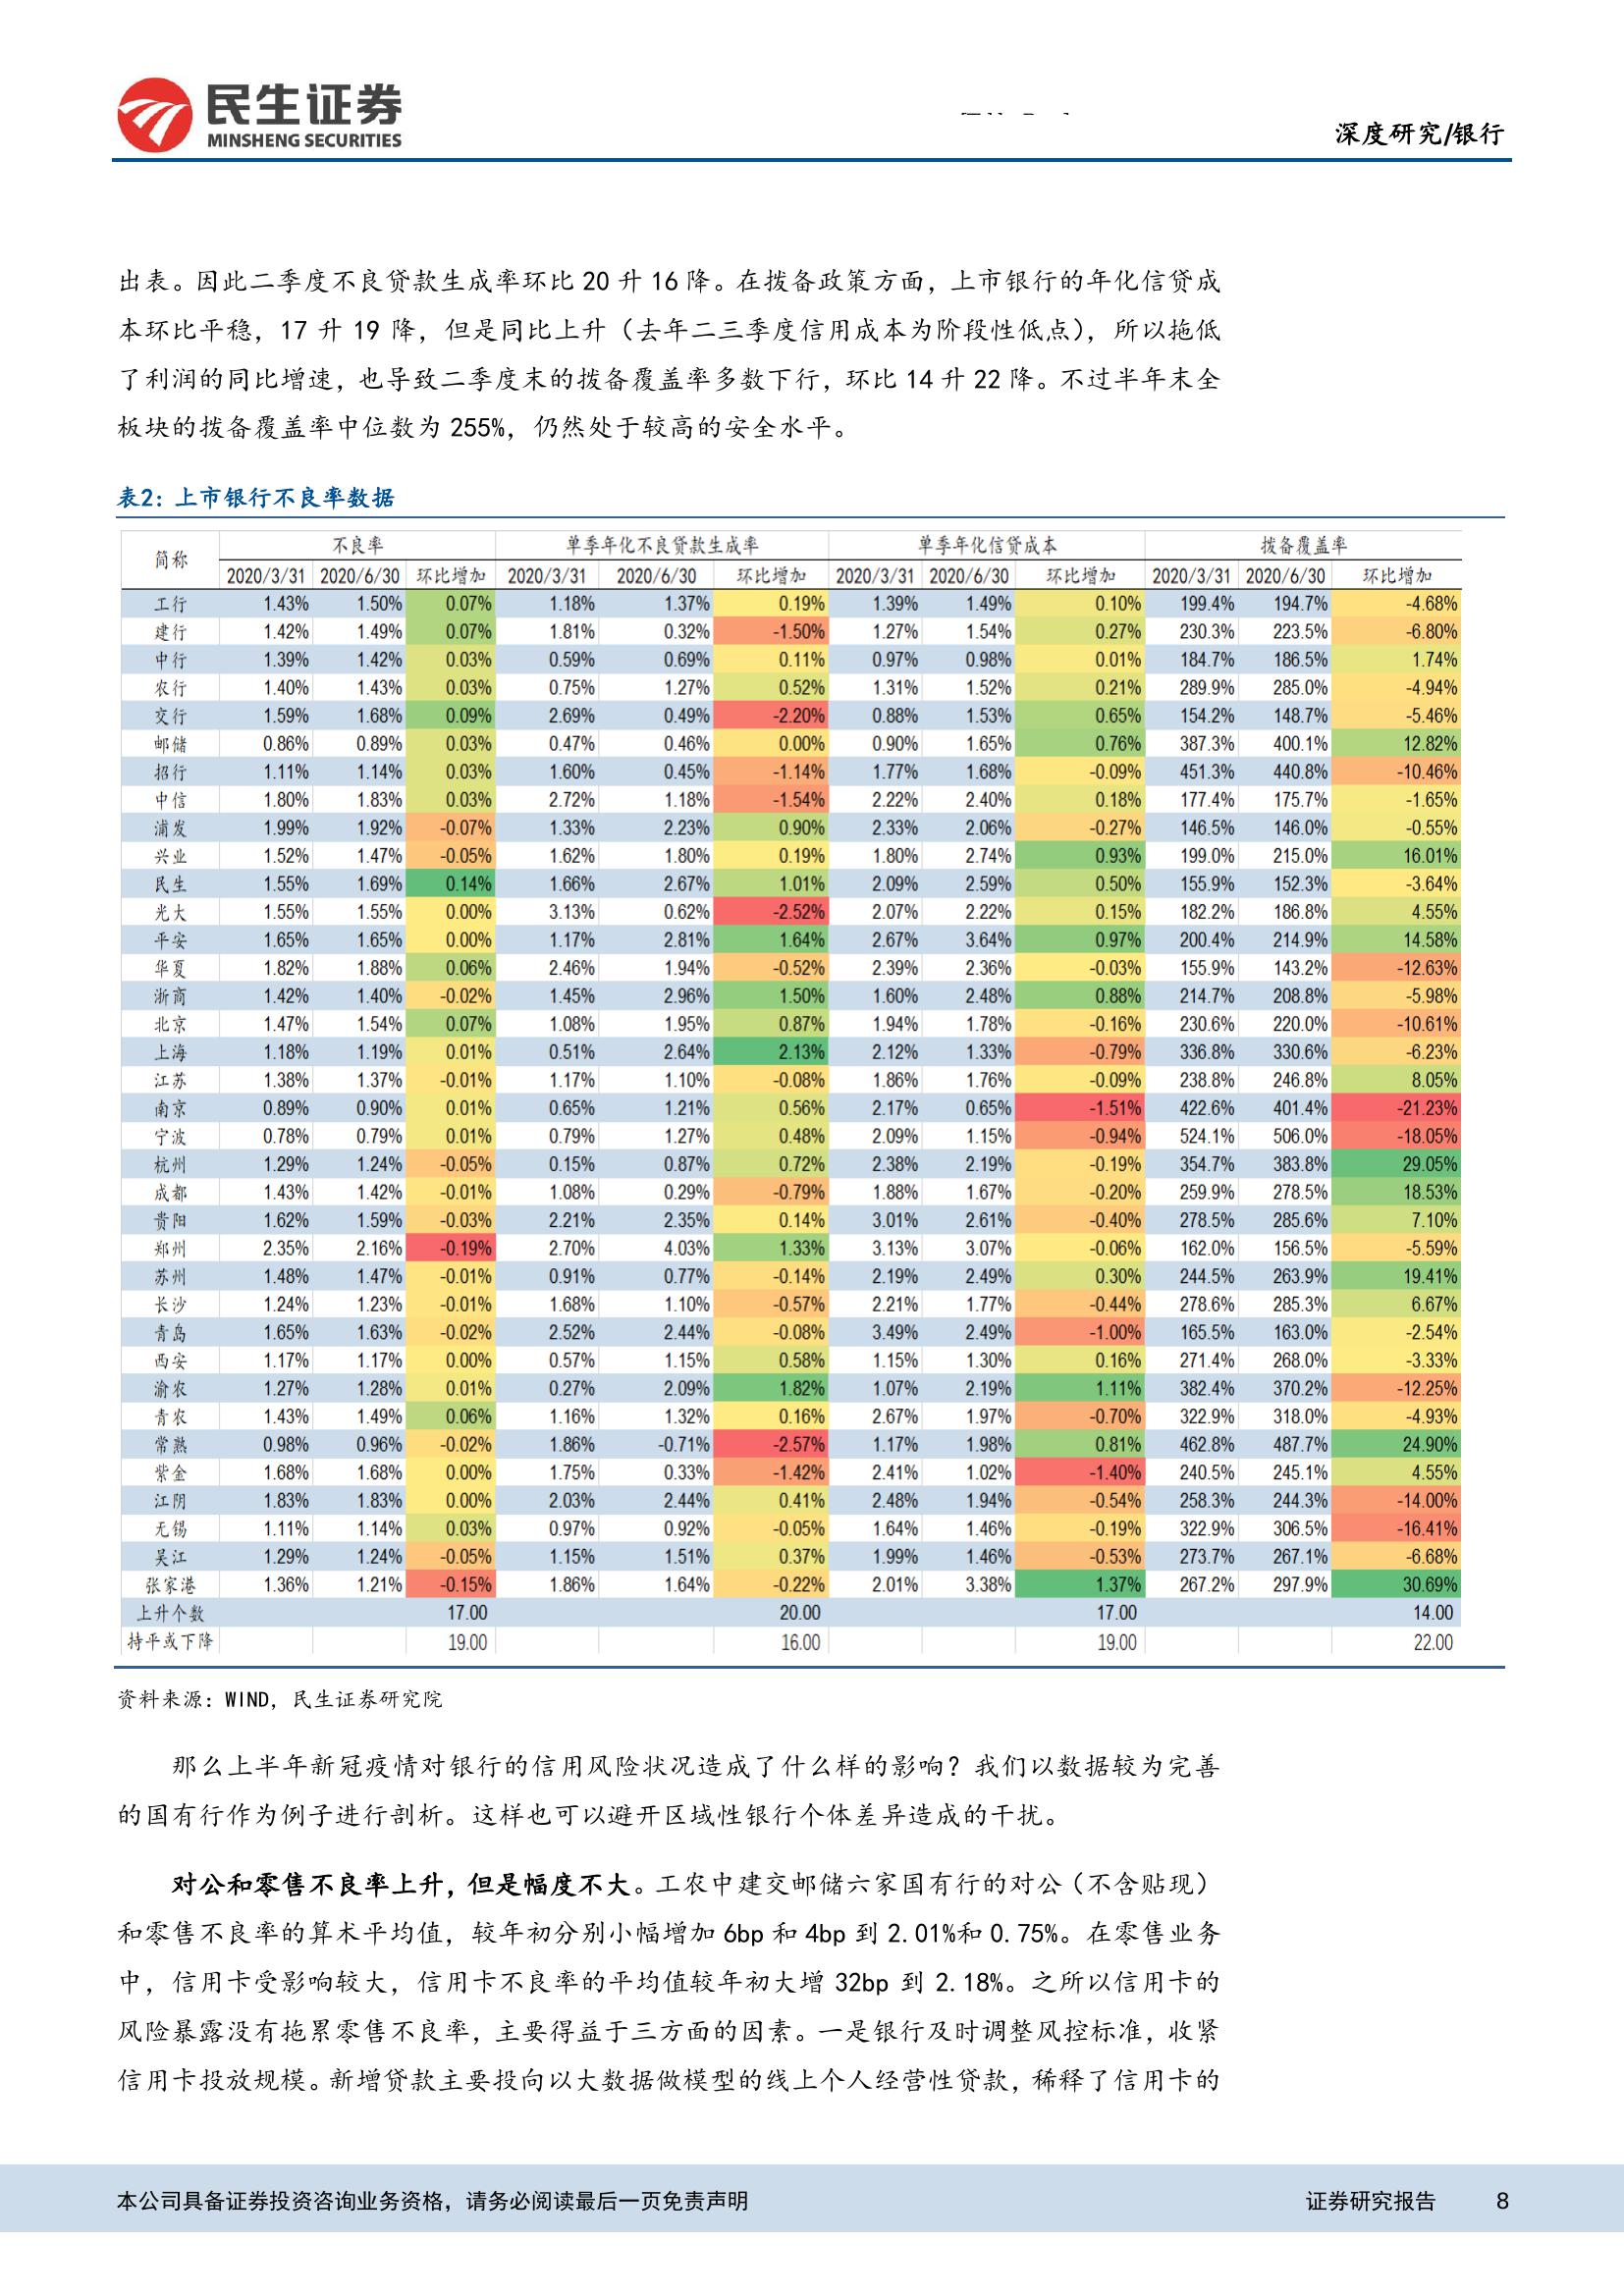 民生证券
MINSHENG SECURITIES
深度研究/银行
出表。因此二季度不良贷款生成率环比 20 升 16 降。在拨备政策方面，上市银行的年化信贷成
本环比平稳，17 升 19 降，但是同比上升（去年二三季度信用成本为阶段性低点），所以拖低
了利润的同比增速，也导致二季度末的拨备覆盖率多数下行，环比 14 升 22 降。不过半年末全
板块的拨备覆盖率中位数为 255%，仍然处于较高的安全水平。
表2：上市银行不良率数据
简称 不良率 单季年化不良贷款生成率 单季年化信贷成本 拨备覆盖率
2020/3/31 2020/6/30 环比增加 2020/3/31 2020/6/30 环比增加 2020/3/31 2020/6/30 环比增加 2020/3/31 2020/6/30 环比增加
工行 1.43% 1.50% 0.07% 1.18% 1.37% 0.19% 1.39% 1.49% 0.10% 199.4% 194.7% -4.68%
建行 1.42% 1.49% 0.07% 1.81% 0.32% -1.50% 1.27% 1.54% 0.27% 230.3% 223.5% -6.80%
中行 1.39% 1.42% 0.03% 0.59% 0.69% 0.11% 0.97% 0.98% 0.01% 184.7% 186.5% 1.74%
农行 1.40% 1.43% 0.03% 0.75% 1.27% 0.52% 1.31% 1.52% 0.21% 289.9% 285.0% -4.94%
交行 1.59% 1.68% 0.09% 2.69% 0.49% -2.20% 0.88% 1.53% 0.65% 154.2% 148.7% -5.46%
邮储 0.86% 0.89% 0.03% 0.47% 0.46% 0.00% 0.90% 1.65% 0.76% 387.3% 400.1% 12.82%
招行 1.11% 1.14% 0.03% 1.60% 0.45% -1.14% 1.77% 1.68% -0.09% 451.3% 440.8% -10.46%
中信 1.80% 1.83% 0.03% 2.72% 1.18% -1.54% 2.22% 2.40% 0.18% 177.4% 175.7% -1.65%
浦发 1.99% 1.92% -0.07% 1.33% 2.23% 0.90% 2.33% 2.06% -0.27% 146.5% 146.0% -0.55%
兴业 1.52% 1.47% -0.05% 1.62% 1.80% 0.19% 1.80% 2.74% 0.93% 199.0% 215.0% 16.01%
民生 1.55% 1.69% 0.14% 1.66% 2.67% 1.01% 2.09% 2.59% 0.50% 155.9% 152.3% -3.64%
光大 1.55% 1.55% 0.00% 3.13% 0.62% -2.52% 2.07% 2.22% 0.15% 182.2% 186.8% 4.55%
平安 1.65% 1.65% 0.00% 1.17% 2.81% 1.64% 2.67% 3.64% 0.97% 200.4% 214.9% 14.58%
华夏 1.82% 1.88% 0.06% 2.46% 1.94% -0.52% 2.39% 2.36% -0.03% 155.9% 143.2% -12.63%
浙商 1.42% 1.40% -0.02% 1.45% 2.96% 1.50% 1.60% 2.48% 0.88% 214.7% 208.8% -5.98%
北京 1.47% 1.54% 0.07% 1.08% 1.95% 0.87% 1.94% 1.78% -0.16% 230.6% 220.0% -10.61%
上海 1.18% 1.19% 0.01% 0.51% 2.64% 2.13% 2.12% 1.33% -0.79% 336.8% 330.6% -6.23%
江苏 1.38% 1.37% -0.01% 1.17% 1.10% -0.08% 1.86% 1.76% -0.09% 238.8% 246.8% 8.05%
南京 0.89% 0.90% 0.01% 0.65% 1.21% 0.56% 2.17% 0.65% -1.51% 422.6% 401.4% -21.23%
宁波 0.78% 0.79% 0.01% 0.79% 1.27% 0.48% 2.09% 1.15% -0.94% 524.1% 506.0% -18.05%
杭州 1.29% 1.24% -0.05% 0.15% 0.87% 0.72% 2.38% 2.19% -0.19% 354.7% 383.8% 29.05%
成都 1.43% 1.42% -0.01% 1.08% 0.29% -0.79% 1.88% 1.67% -0.20% 259.9% 278.5% 18.53%
贵阳 1.62% 1.59% -0.03% 2.21% 2.35% 0.14% 3.01% 2.61% -0.40% 278.5% 285.6% 7.10%
郑州 2.35% 2.16% -0.19% 2.70% 4.03% 1.33% 3.13% 3.07% -0.06% 162.0% 156.5% -5.59%
苏州 1.48% 1.47% -0.01% 0.91% 0.77% -0.14% 2.19% 2.49% 0.30% 244.5% 263.9% 19.41%
长沙 1.24% 1.23% -0.01% 1.68% 1.10% -0.57% 2.21% 1.77% -0.44% 278.6% 285.3% 6.67%
青岛 1.65% 1.63% -0.02% 2.52% 2.44% -0.08% 3.49% 2.49% -1.00% 165.5% 163.0% -2.54%
西安 1.17% 1.17% 0.00% 0.57% 1.15% 0.58% 1.15% 1.30% 0.16% 271.4% 268.0% -3.33%
渝农 1.27% 1.28% 0.01% 0.27% 2.09% 1.82% 1.07% 2.19% 1.11% 382.4% 370.2% -12.25%
青农 1.43% 1.49% 0.06% 1.16% 1.32% 0.16% 2.67% 1.97% -0.70% 322.9% 318.0% -4.93%
常熟 0.98% 0.96% -0.02% 1.86% -0.71% -2.57% 1.17% 1.98% 0.81% 462.8% 487.7% 24.90%
紫金 1.68% 1.68% 0.00% 1.75% 0.33% -1.42% 2.41% 1.02% -1.40% 240.5% 245.1% 4.55%
江阴 1.83% 1.83% 0.00% 2.03% 2.44% 0.41% 2.48% 1.94% -0.54% 258.3% 244.3% -14.00%
无锡 1.11% 1.14% 0.03% 0.97% 0.92% -0.05% 1.64% 1.46% -0.19% 322.9% 306.5% -16.41%
吴江 1.29% 1.24% -0.05% 1.15% 1.51% 0.37% 1.99% 1.46% -0.53% 273.7% 267.1% -6.68%
张家港 1.36% 1.21% -0.15% 1.86% 1.64% -0.22% 2.01% 3.38% 1.37% 267.2% 297.9% 30.69%
上升个数 17.00 20.00 17.00 14.00
持平或下降 19.00 16.00 19.00 22.00
资料来源：WIND，民生证券研究院
那么上半年新冠疫情对银行的信用风险状况造成了什么样的影响？我们以数据较为完善
的国有行作为例子进行剖析。这样也可以避开区域性银行个体差异造成的干扰。
对公和零售不良率上升，但是幅度不大。工农中建交邮储六家国有行的对公（不含贴现）
和零售不良率的算术平均值，较年初分别小幅增加 6bp 和 4bp 到 2.01%和 0.75%。在零售业务
中，信用卡受影响较大，信用卡不良率的平均值较年初大增 32bp 到 2.18%。之所以信用卡的
风险暴露没有拖累零售不良率，主要得益于三方面的因素。一是银行及时调整风控标准，收紧
信用卡投放规模。新增贷款主要投向以大数据做模型的线上个人经营性贷款，稀释了信用卡的
本公司具备证券投资咨询业务资格，请务必阅读最后一页免责声明 证券研究报告 8